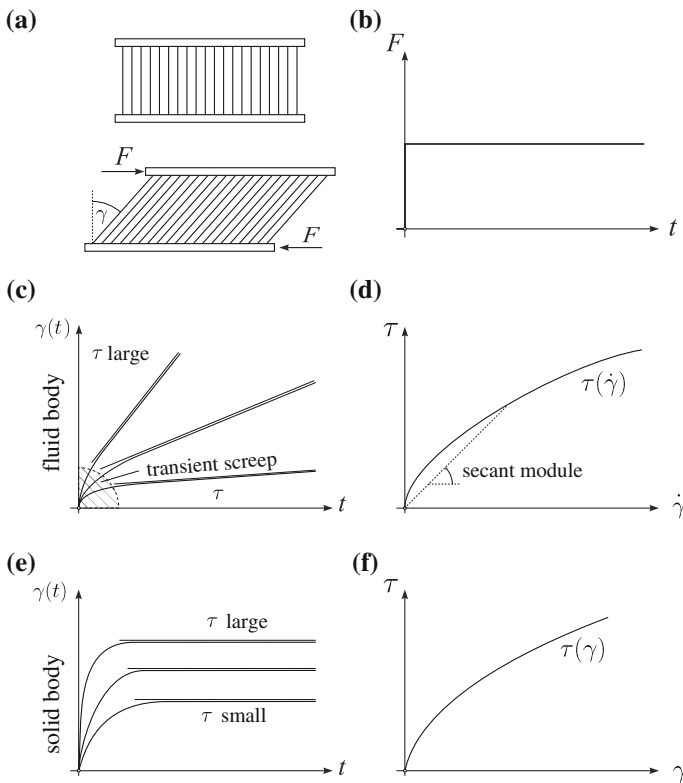 (a)
F
γ
F
(b)
F
t
(c)
γ(t)
fluid body
τ large
transient screep
τ
t
(d)
τ
τ(γ̇)
secant module
γ̇
(e)
γ(t)
solid body
τ large
τ small
t
(f)
τ
τ(γ)
γ